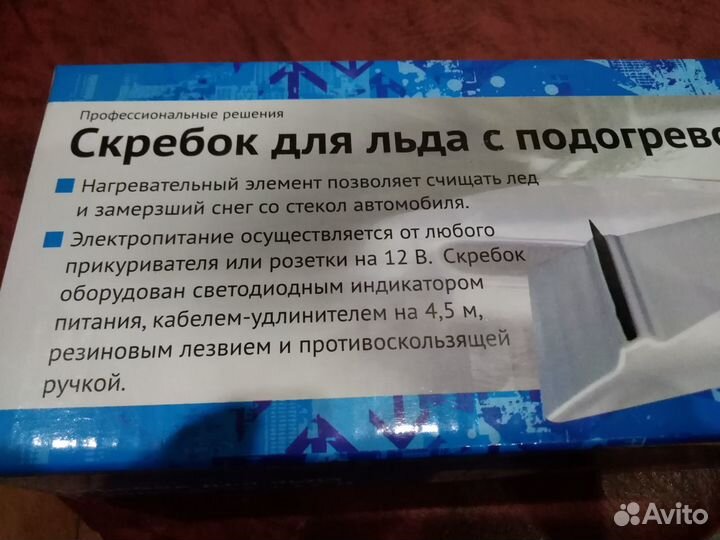 Профессиональные решения
Скребок для льда с подогрево
Нагревательный элемент позволяет счищать лед
и замерзший снег со стекол автомобиля.
Электропитание осуществляется от любого
прикуривателя или розетки на 12 В. Скребок
оборудован светодиодным индикатором
питания, кабелем-удлинителем на 4,5 м,
резиновым лезвием и противоскользящей
ручкой.
Avito